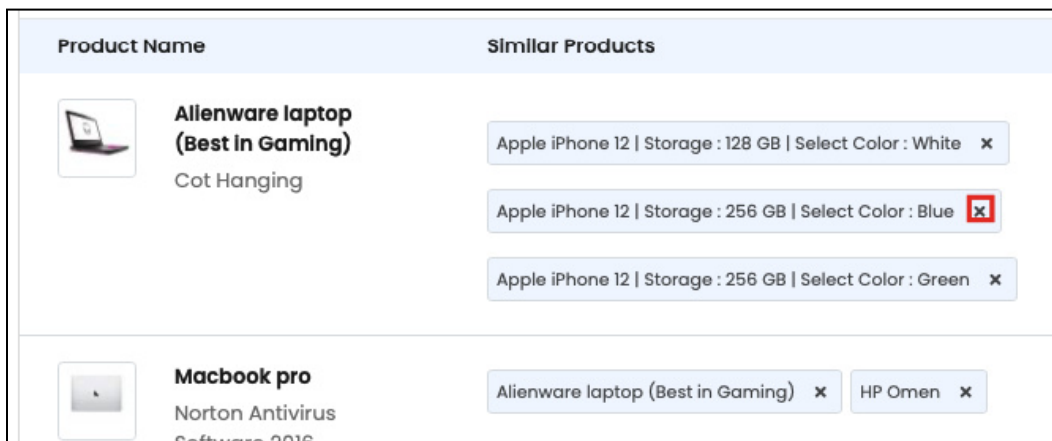 Product Name
Similar Products
Alienware laptop
(Best in Gaming)
Cot Hanging
Apple iPhone 12 | Storage : 128 GB | Select Color : White ×
Apple iPhone 12 | Storage : 256 GB | Select Color : Blue ×
Apple iPhone 12 | Storage : 256 GB | Select Color : Green ×
Macbook pro
Norton Antivirus
Software 2016
Alienware laptop (Best in Gaming) ×
HP Omen ×